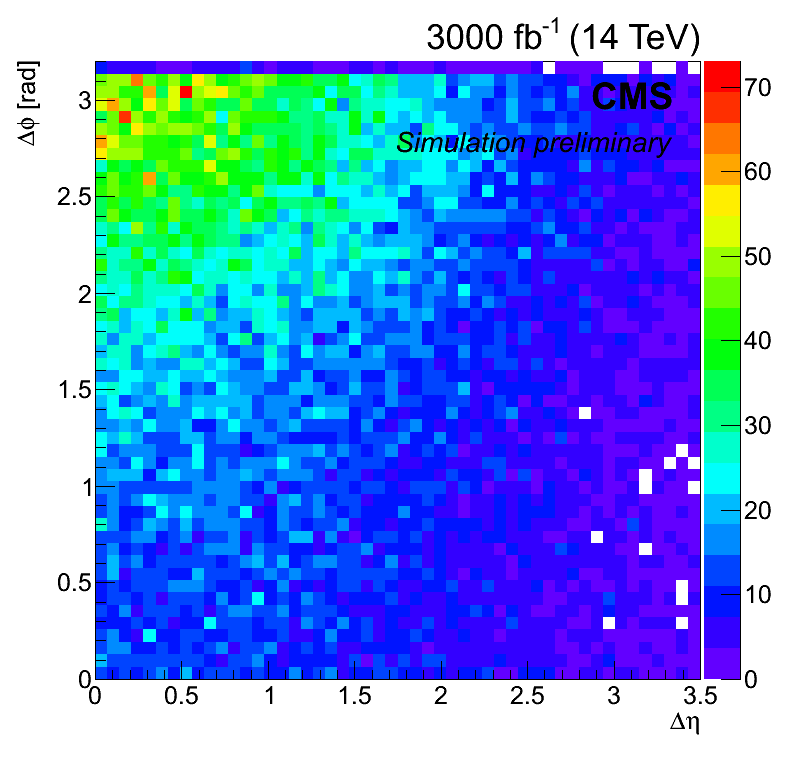 3000 fb-1 (14 TeV)
CMS
Simulation preliminary
Δϕ [rad]
3
2.5
2
1.5
1
0.5
0
0 0.5 1 1.5 2 2.5 3 3.5
Δη
70
60
50
40
30
20
10
0